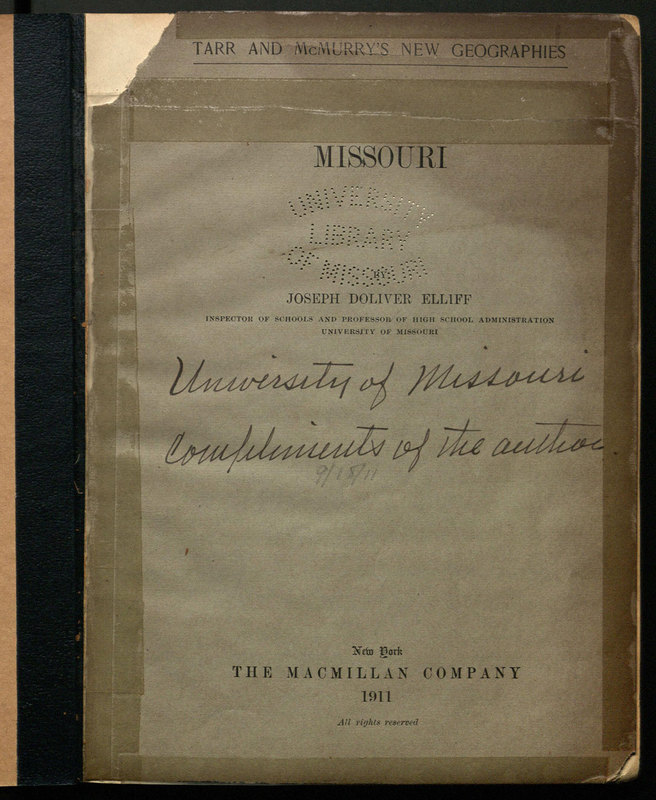 TARR AND McMURRY'S NEW GEOGRAPHIES
MISSOURI
UNIVERSITY
LIBRARY
OF MISSOURI
BY
JOSEPH DOLIVER ELLIFF
INSPECTOR OF SCHOOLS AND PROFESSOR OF HIGH SCHOOL ADMINISTRATION
UNIVERSITY OF MISSOURI
University of Missouri
Compliments of the author.
9/15/11
New York
THE MACMILLAN COMPANY
1911
All rights reserved